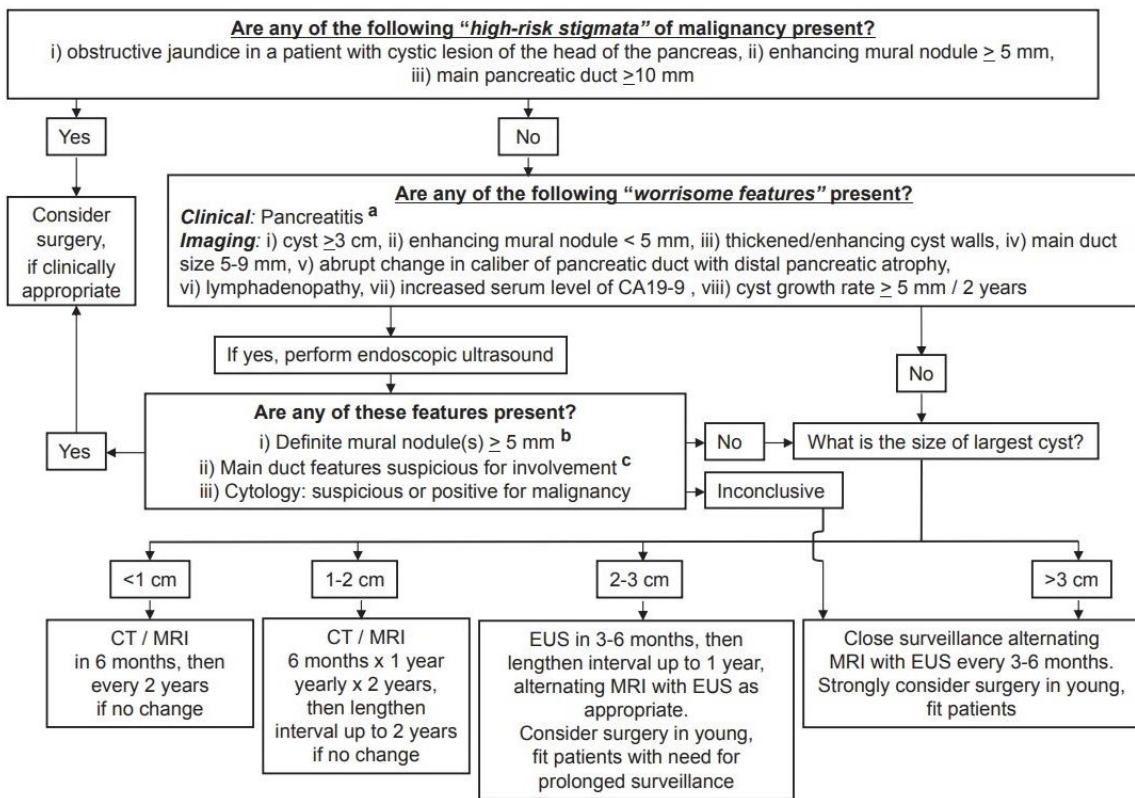 Are any of the following “high-risk stigmata” of malignancy present?
i) obstructive jaundice in a patient with cystic lesion of the head of the pancreas, ii) enhancing mural nodule ≥ 5 mm,
iii) main pancreatic duct ≥10 mm
Yes
No
Consider
surgery,
if clinically
appropriate
Are any of the following “worrisome features” present?
Clinical: Pancreatitis a
Imaging: i) cyst ≥3 cm, ii) enhancing mural nodule < 5 mm, iii) thickened/enhancing cyst walls, iv) main duct
size 5-9 mm, v) abrupt change in caliber of pancreatic duct with distal pancreatic atrophy,
vi) lymphadenopathy, vii) increased serum level of CA19-9 , viii) cyst growth rate ≥ 5 mm / 2 years
If yes, perform endoscopic ultrasound
No
Are any of these features present?
i) Definite mural nodule(s) ≥ 5 mm b
ii) Main duct features suspicious for involvement c
iii) Cytology: suspicious or positive for malignancy
Yes
No
What is the size of largest cyst?
Inconclusive
<1 cm
1-2 cm
2-3 cm
>3 cm
CT / MRI
in 6 months, then
every 2 years
if no change
CT / MRI
6 months x 1 year
yearly x 2 years,
then lengthen
interval up to 2 years
if no change
EUS in 3-6 months, then
lengthen interval up to 1 year,
alternating MRI with EUS as
appropriate.
Consider surgery in young,
fit patients with need for
prolonged surveillance
Close surveillance alternating
MRI with EUS every 3-6 months.
Strongly consider surgery in young,
fit patients